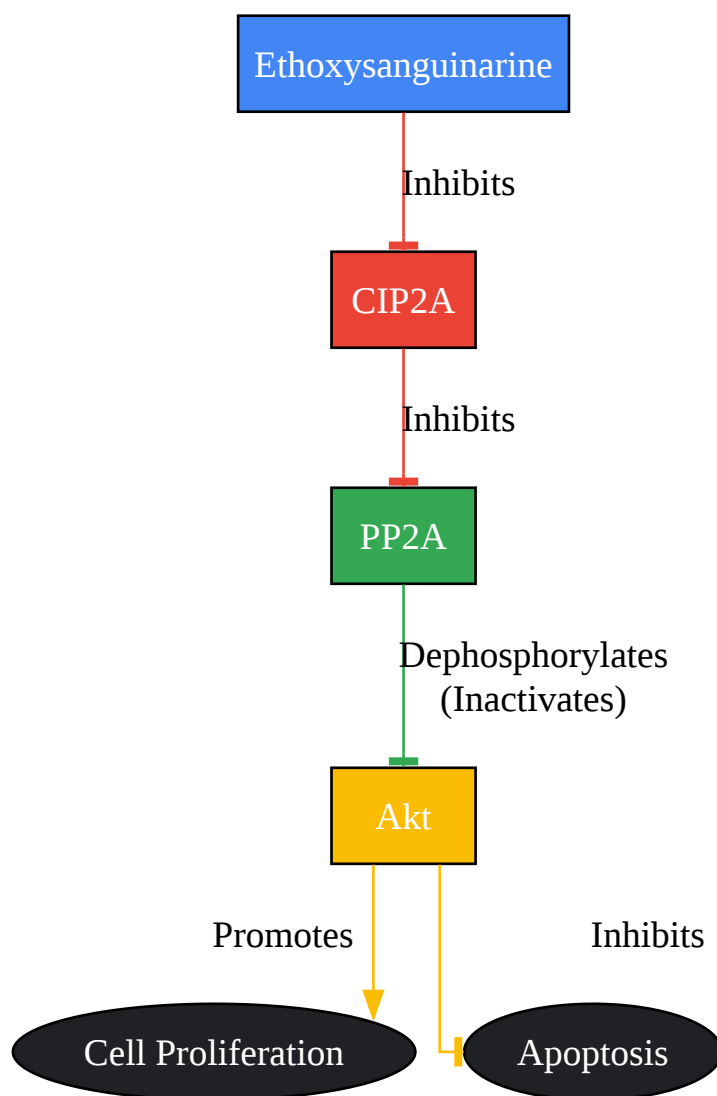 Ethoxysanguinarine
Inhibits
CIP2A
Inhibits
PP2A
Dephosphorylates
(Inactivates)
Akt
Promotes
Inhibits
Cell Proliferation
Apoptosis